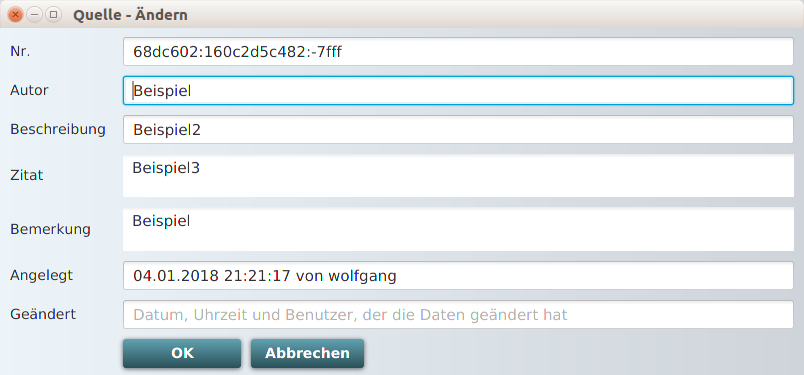 Quelle - Ändern
Nr. 68dc602:160c2d5c482:-7fff
Autor Beispiel
Beschreibung Beispiel2
Zitat Beispiel3
Bemerkung Beispiel
Angelegt 04.01.2018 21:21:17 von wolfgang
Geändert Datum, Uhrzeit und Benutzer, der die Daten geändert hat
OK Abbrechen